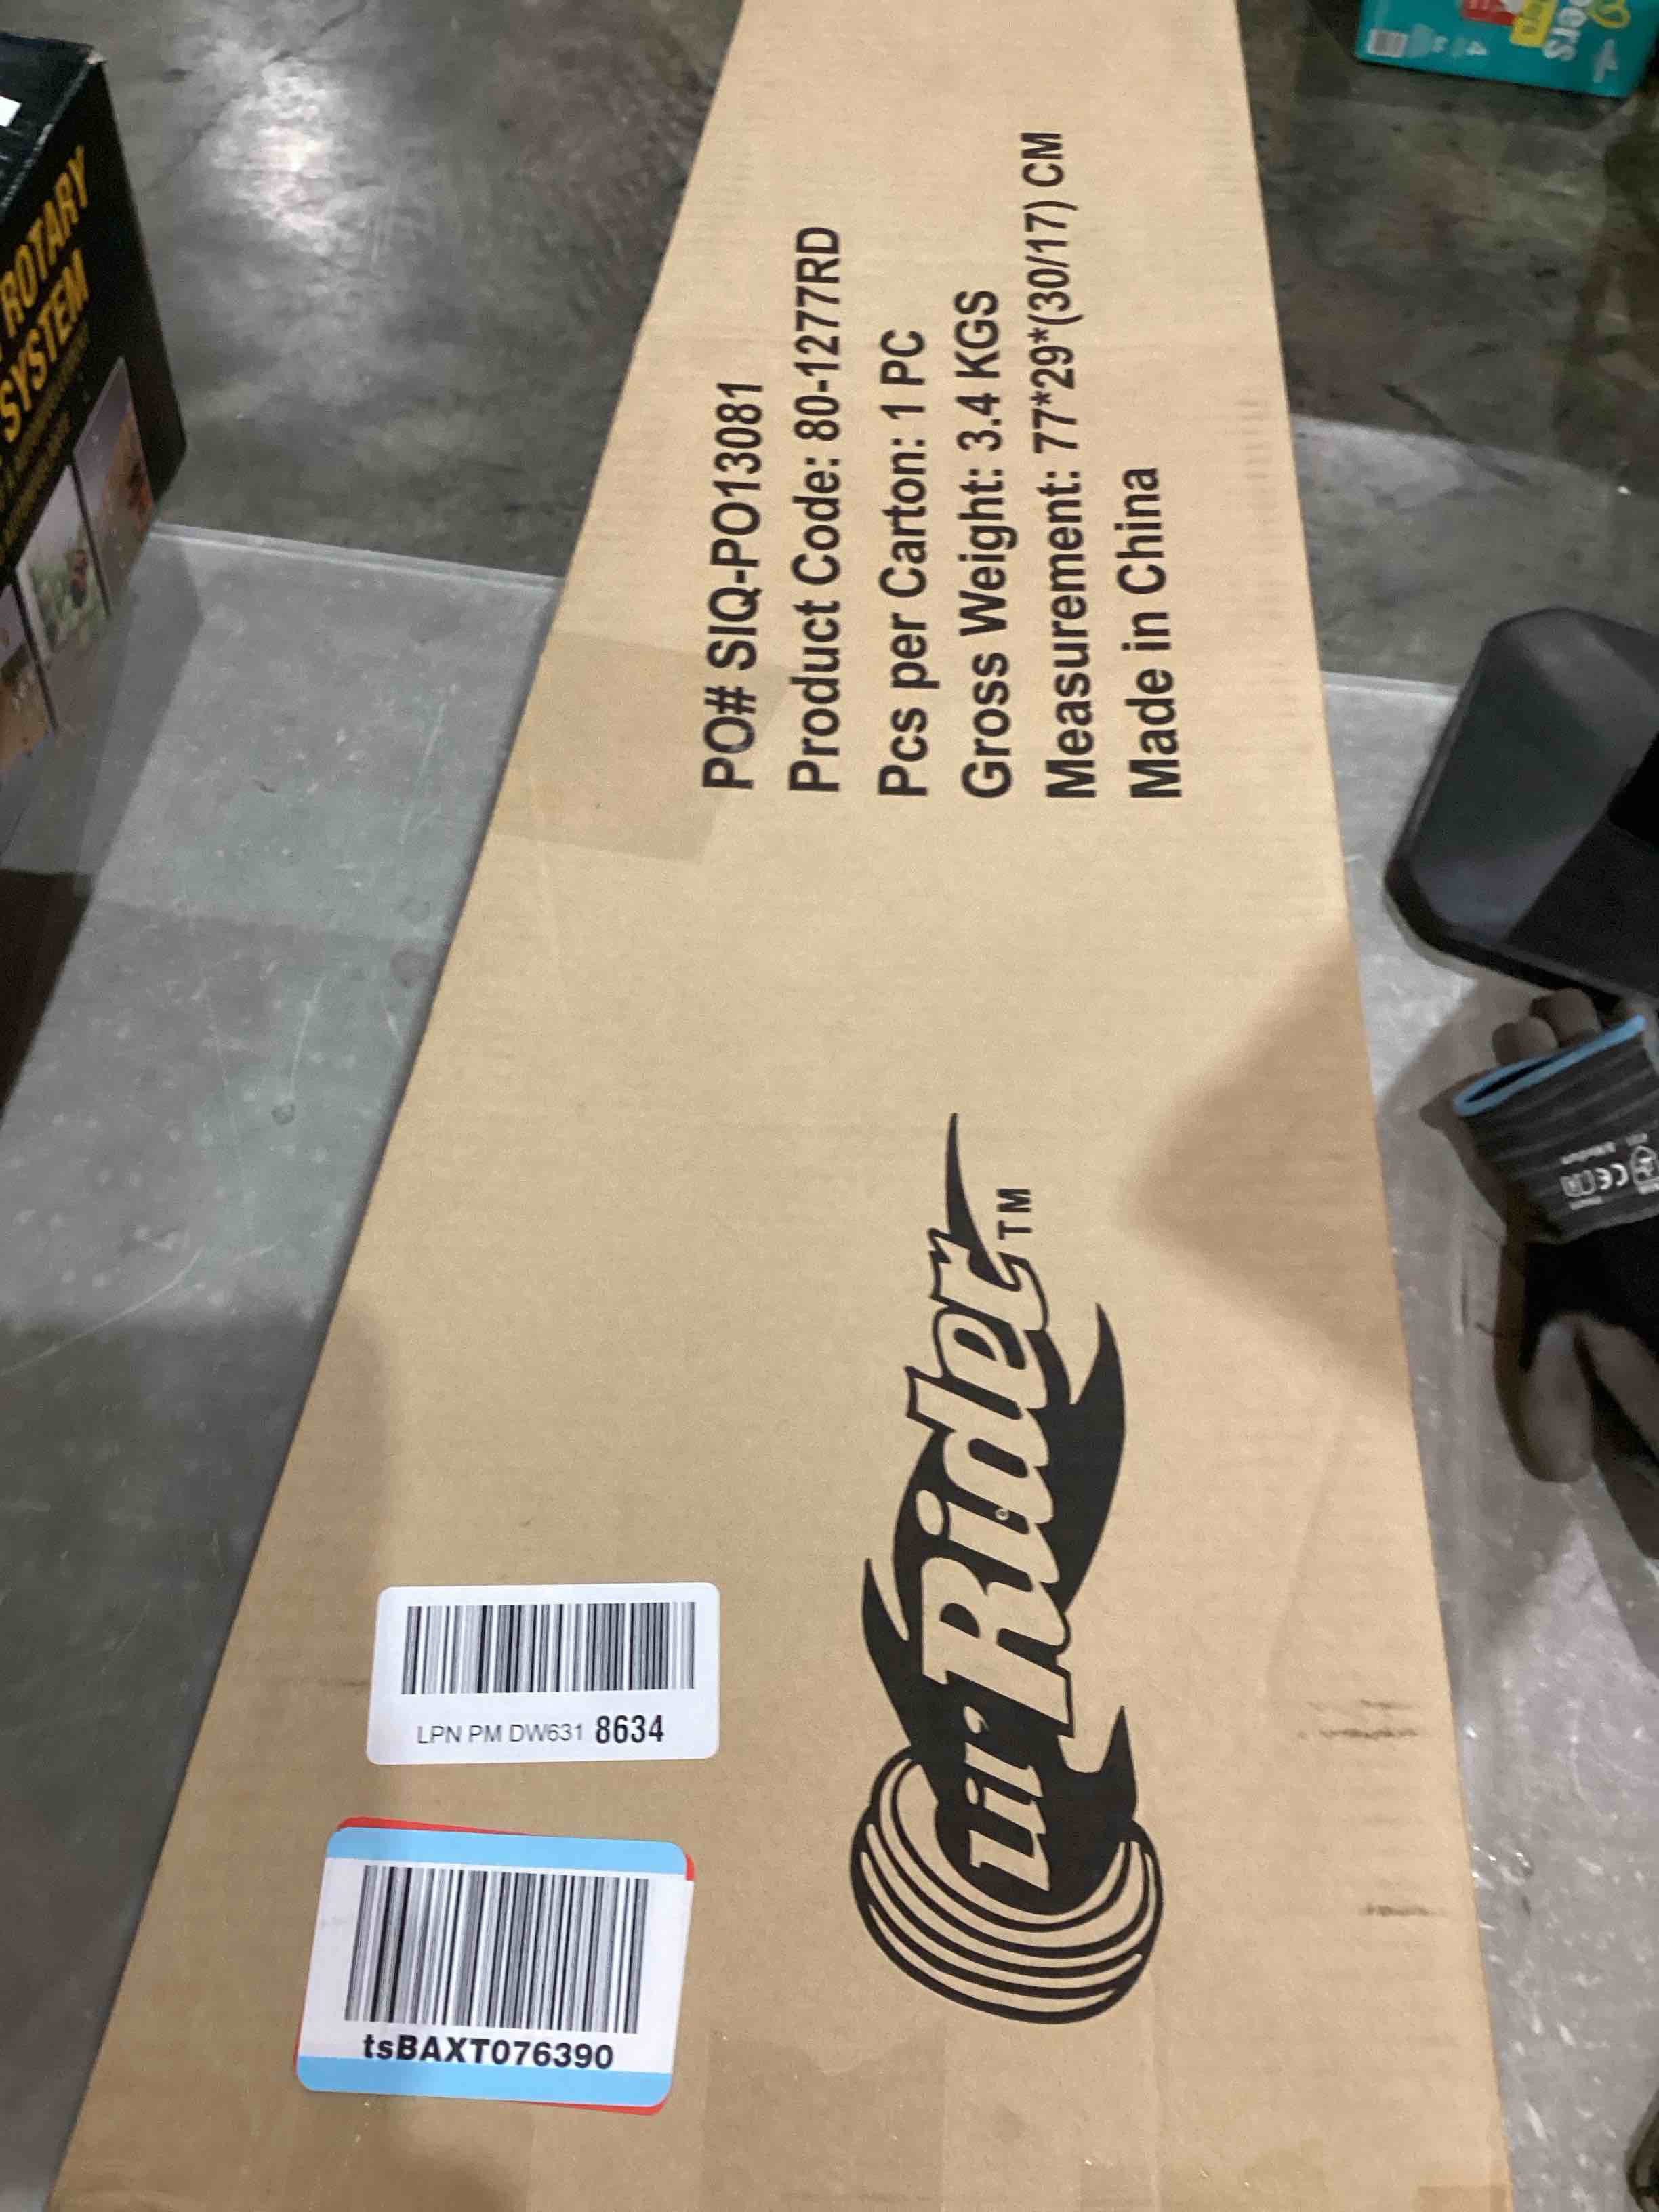 PO# SIQ-PO13081
Product Code: 80-1277RD
Pcs per Carton: 1 PC
Gross Weight: 3.4 KGS
Measurement: 77*29*(30/17) CM
Made in China
Lil' Rider TM
LPN PM DW631 8634
tsBAXT076390
ROTARY
SYSTEM
CE